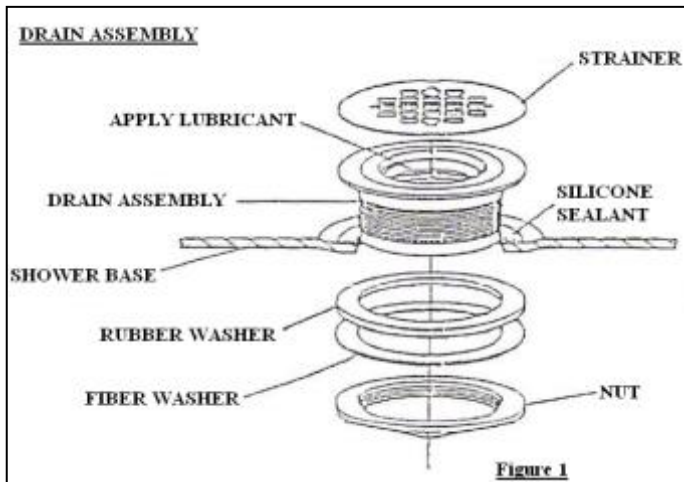 DRAIN ASSEMBLY
STRAINER
APPLY LUBRICANT
DRAIN ASSEMBLY
SILICONE
SEALANT
SHOWER BASE
RUBBER WASHER
FIBER WASHER
NUT
Figure 1